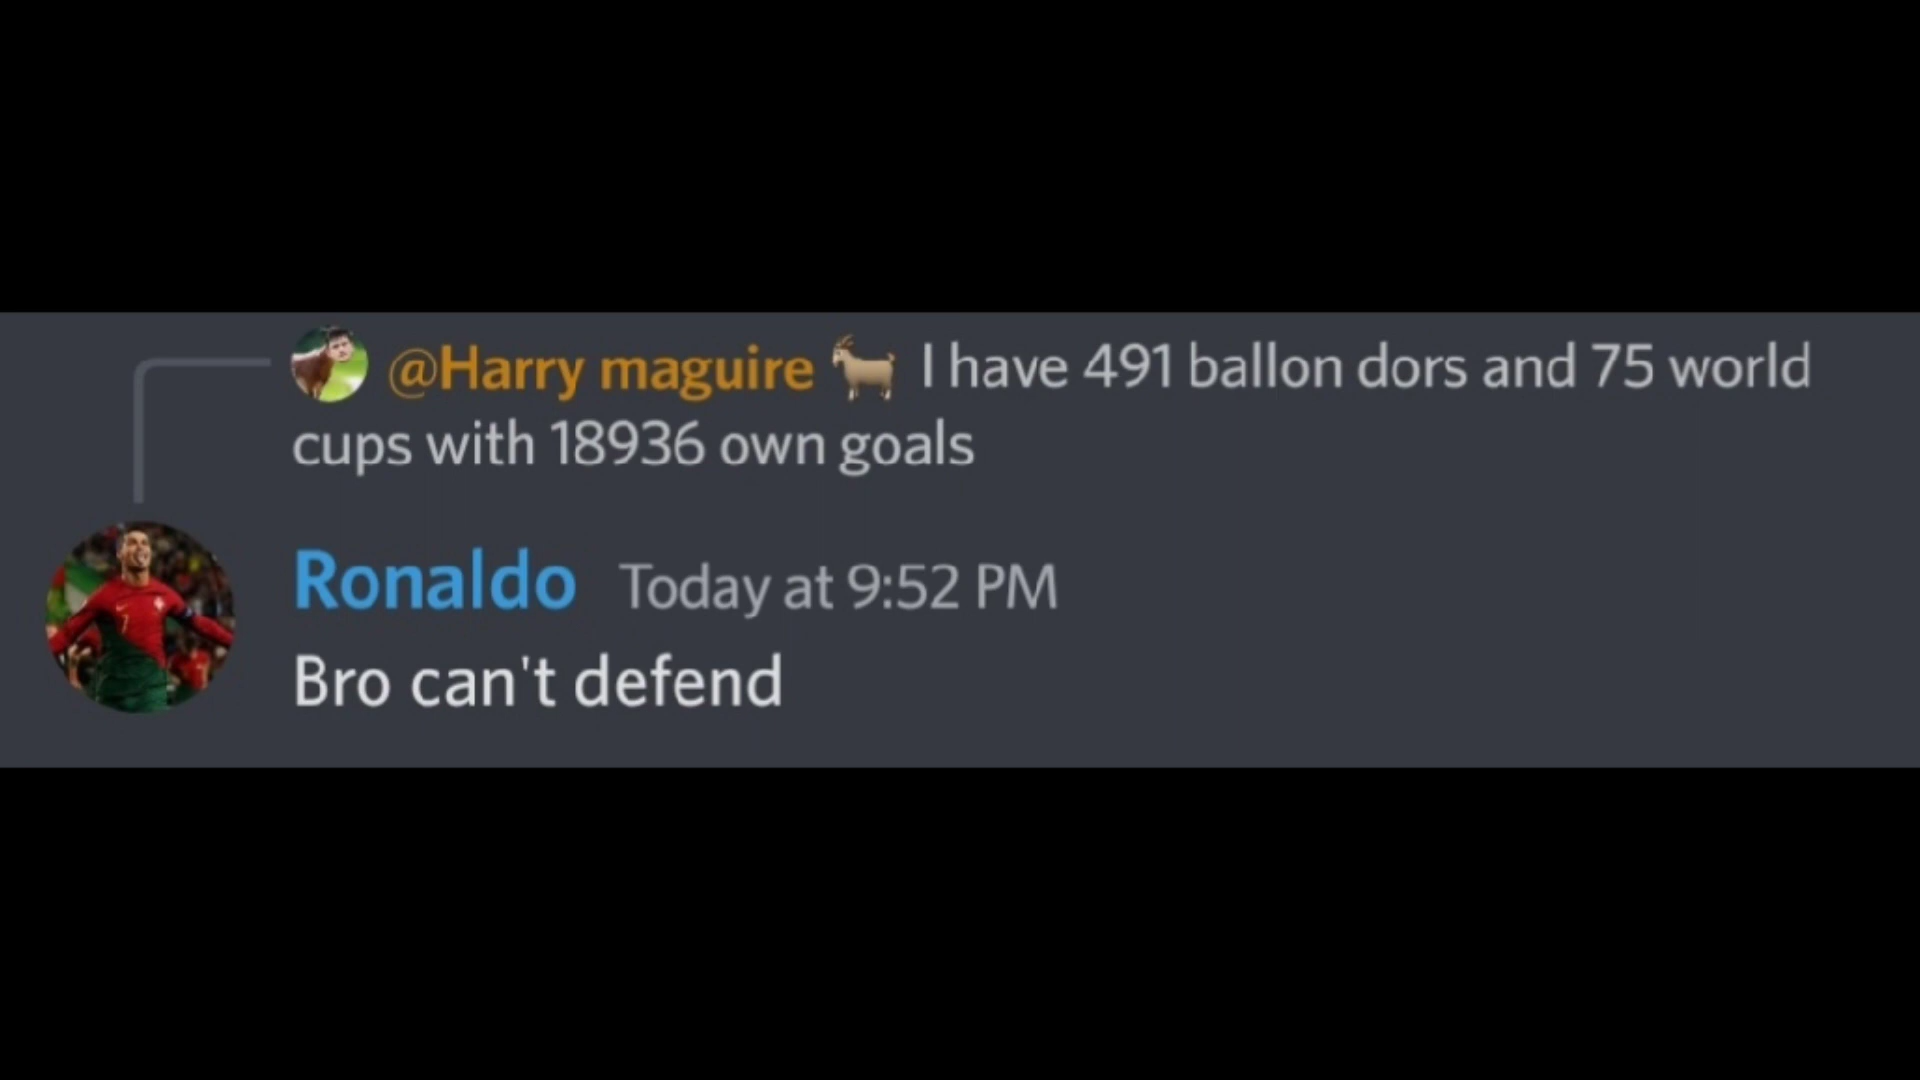 @Harry maguire 🐐 I have 491 ballon dors and 75 world
cups with 18936 own goals
Ronaldo Today at 9:52 PM
Bro can't defend